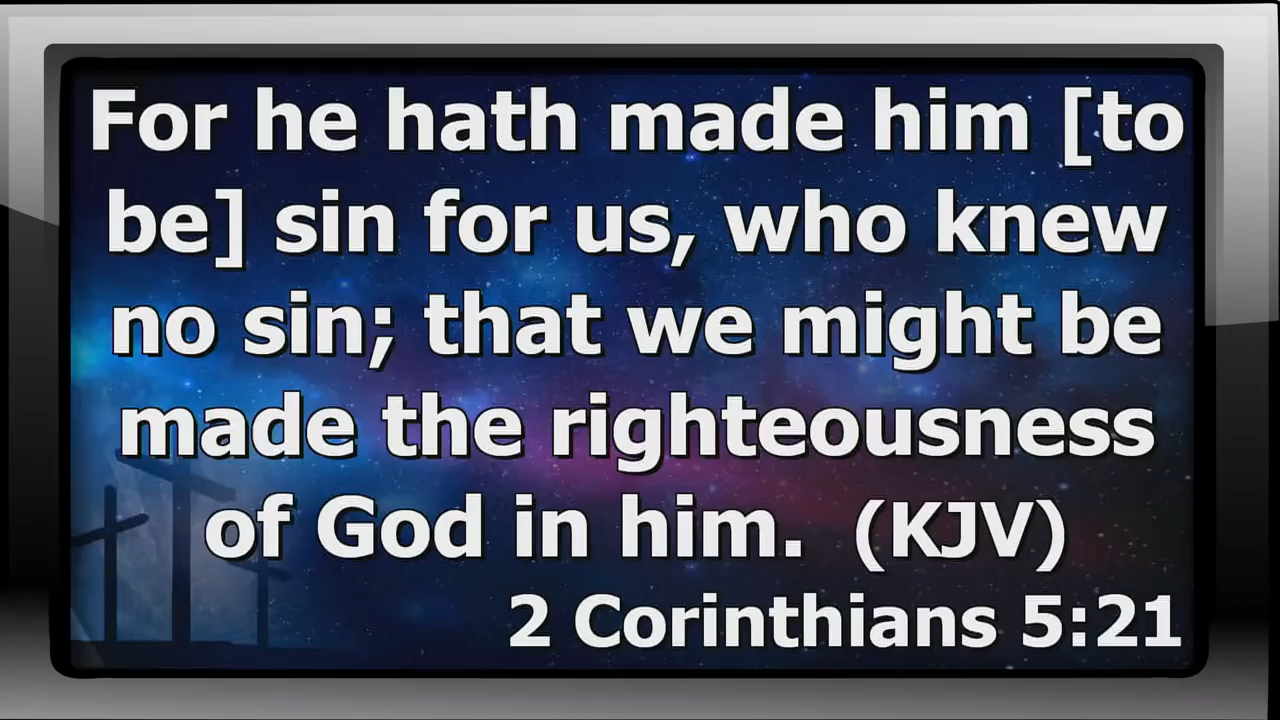 For he hath made him [to
be] sin for us, who knew
no sin; that we might be
made the righteousness
of God in him. (KJV)
2 Corinthians 5:21